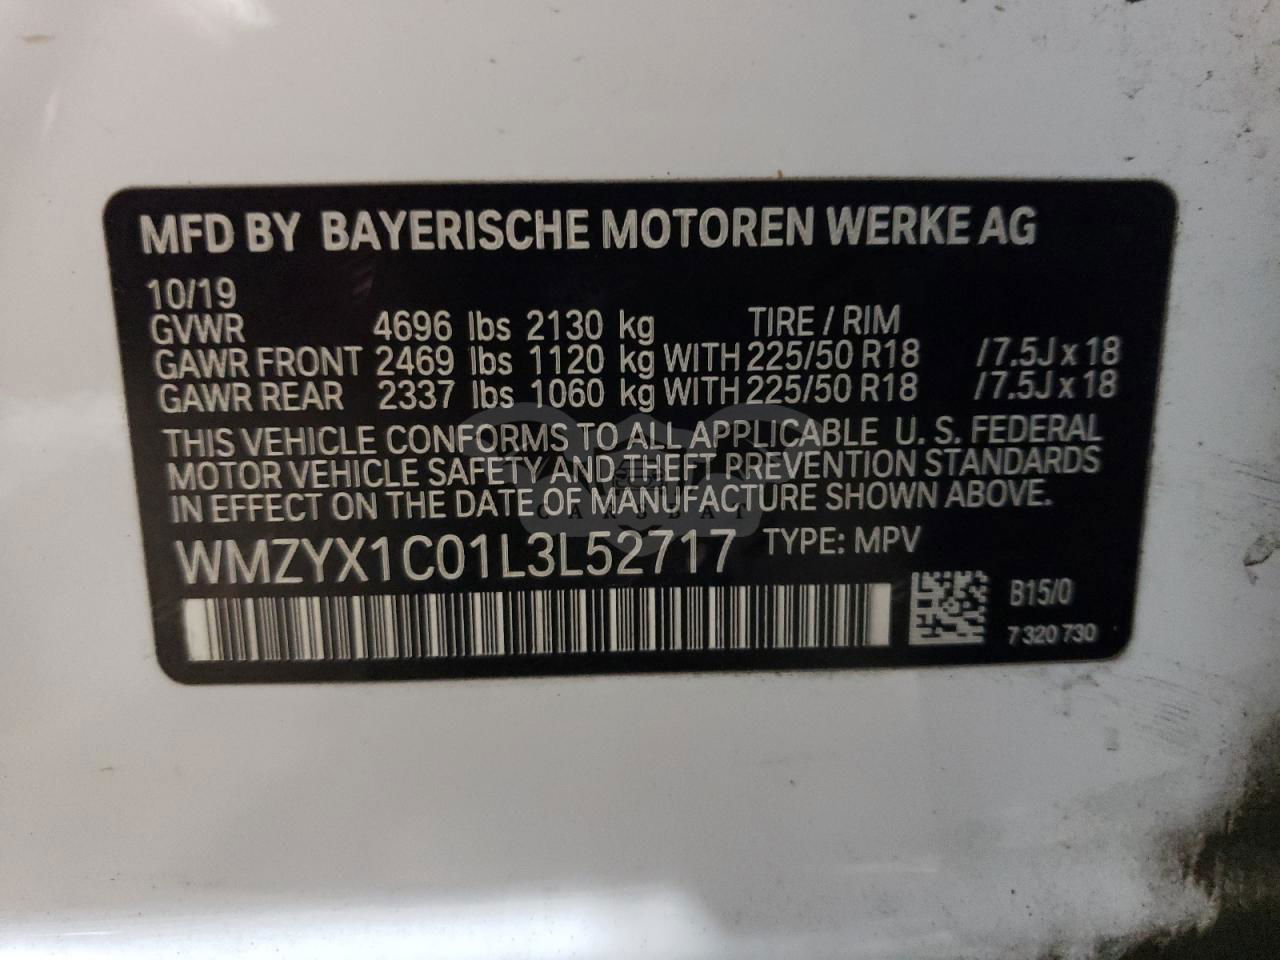 MFD BY BAYERISCHE MOTOREN WERKE AG
10/19
GVWR 4696 lbs 2130 kg TIRE / RIM
GAWR FRONT 2469 lbs 1120 kg WITH 225/50 R18 /7.5J x 18
GAWR REAR 2337 lbs 1060 kg WITH 225/50 R18 /7.5J x 18
THIS VEHICLE CONFORMS TO ALL APPLICABLE U. S. FEDERAL
MOTOR VEHICLE SAFETY AND THEFT PREVENTION STANDARDS
IN EFFECT ON THE DATE OF MANUFACTURE SHOWN ABOVE.
CARSBAT
WMZYX1C01L3L52717 TYPE: MPV
B15/0
7 320 730